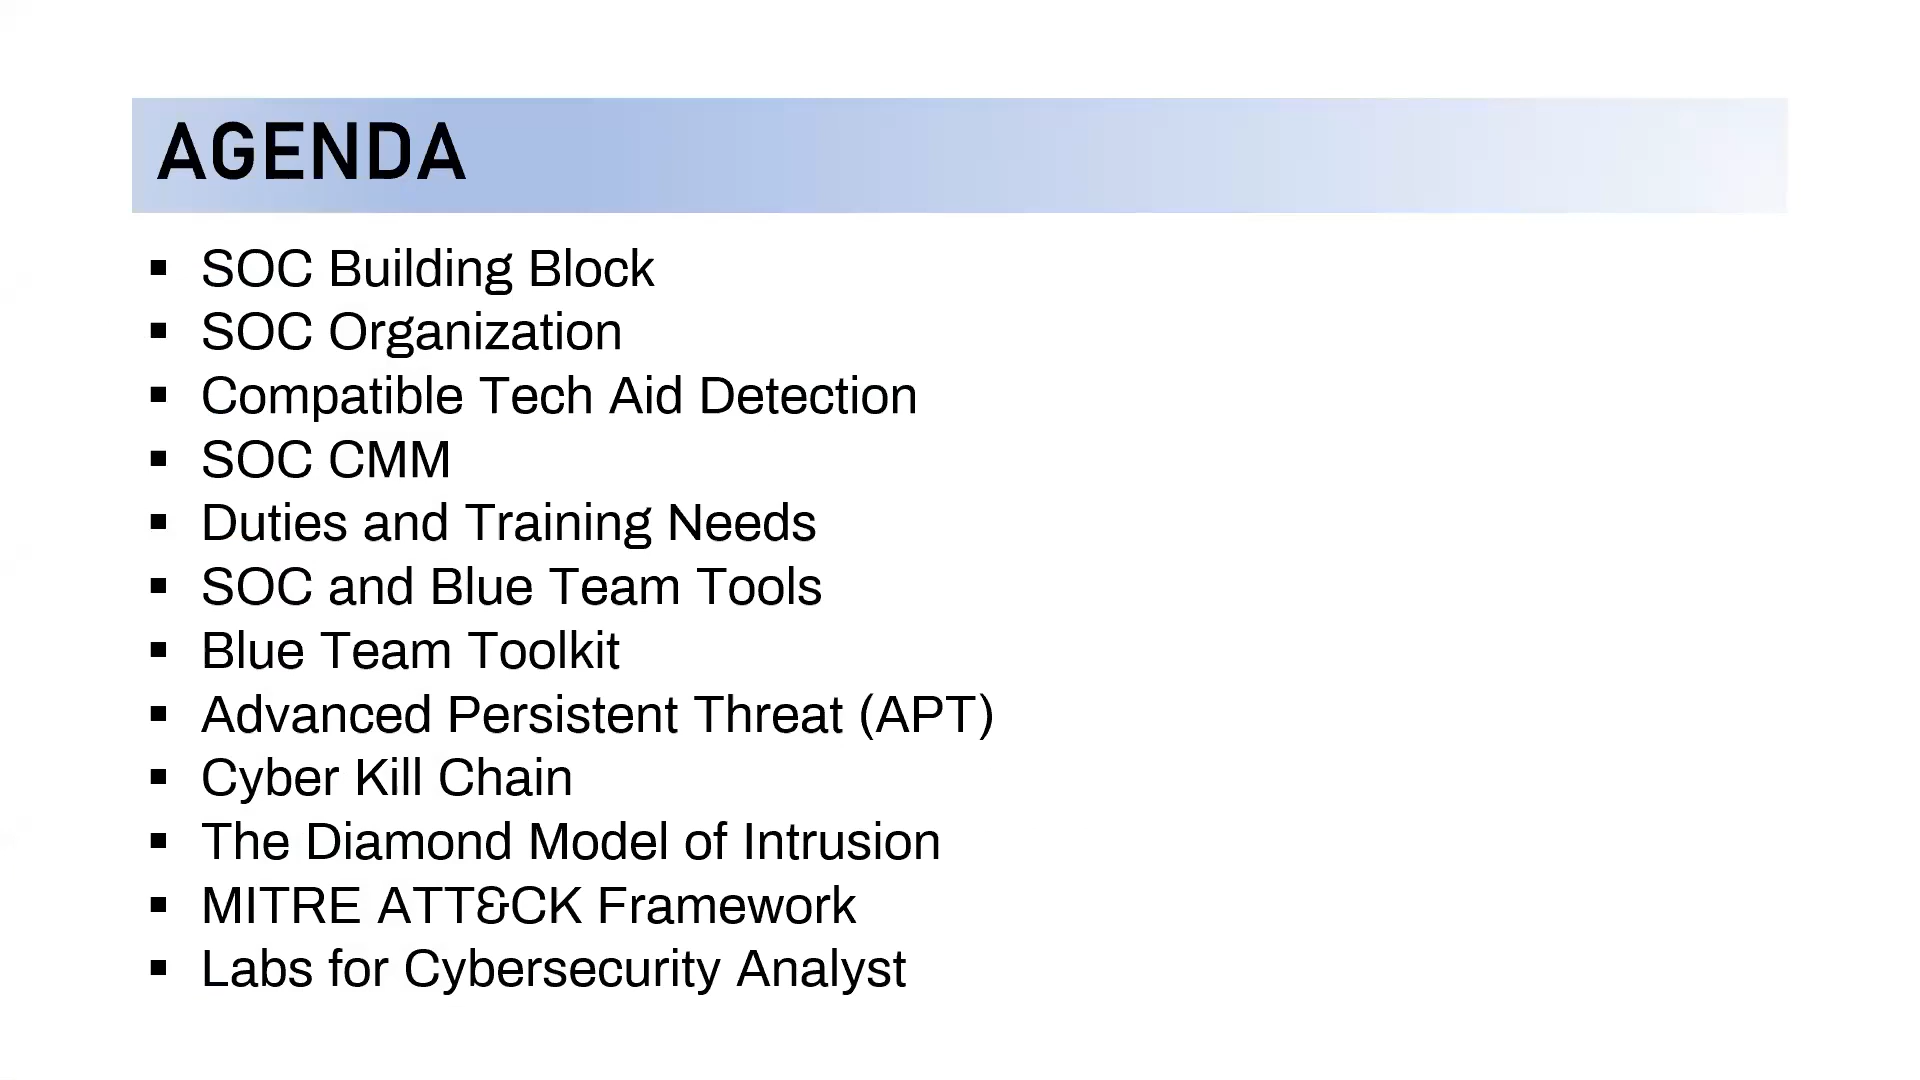 AGENDA
▪ SOC Building Block
▪ SOC Organization
▪ Compatible Tech Aid Detection
▪ SOC CMM
▪ Duties and Training Needs
▪ SOC and Blue Team Tools
▪ Blue Team Toolkit
▪ Advanced Persistent Threat (APT)
▪ Cyber Kill Chain
▪ The Diamond Model of Intrusion
▪ MITRE ATT&CK Framework
▪ Labs for Cybersecurity Analyst